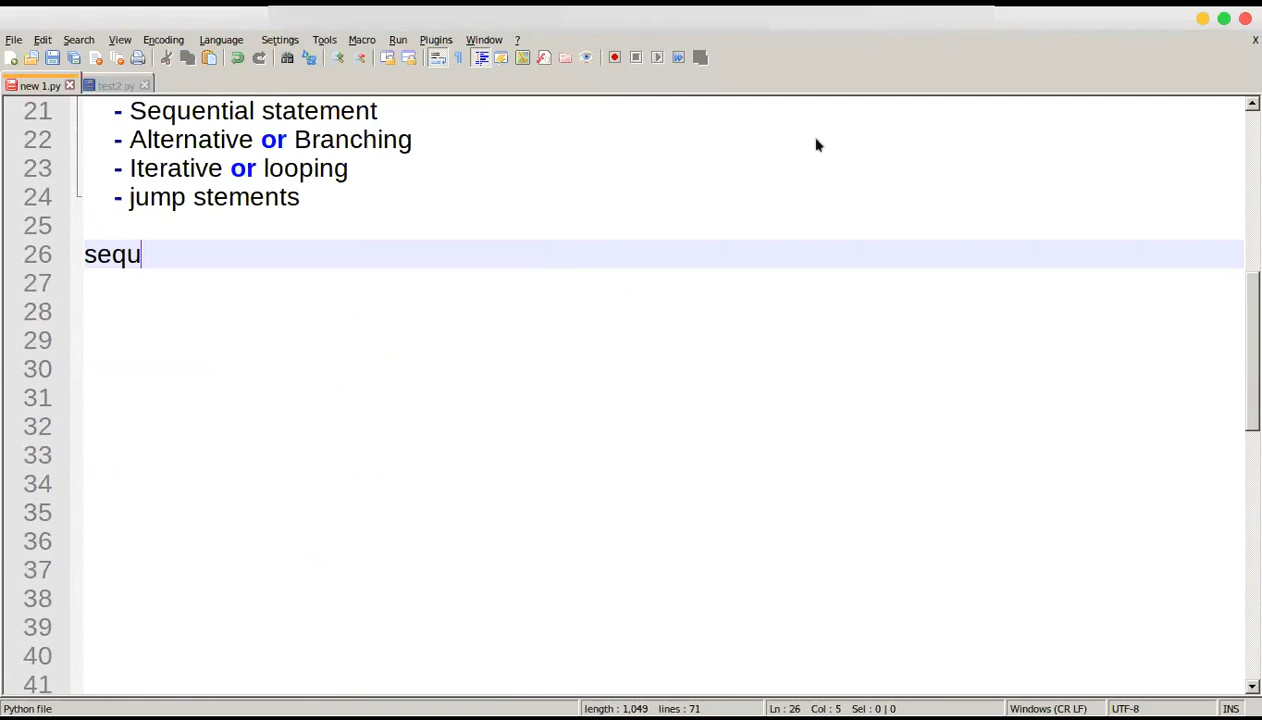 File Edit Search View Encoding Language Settings Tools Macro Run Plugins Window ? X
new 1.py test2.py
21 - Sequential statement
22 - Alternative or Branching
23 - Iterative or looping
24 - jump stements
25
26 sequ
27
28
29
30
31
32
33
34
35
36
37
38
39
40
41
Python file length : 1,049 lines : 71 Ln : 26 Col : 5 Sel : 0 | 0 Windows (CR LF) UTF-8 INS